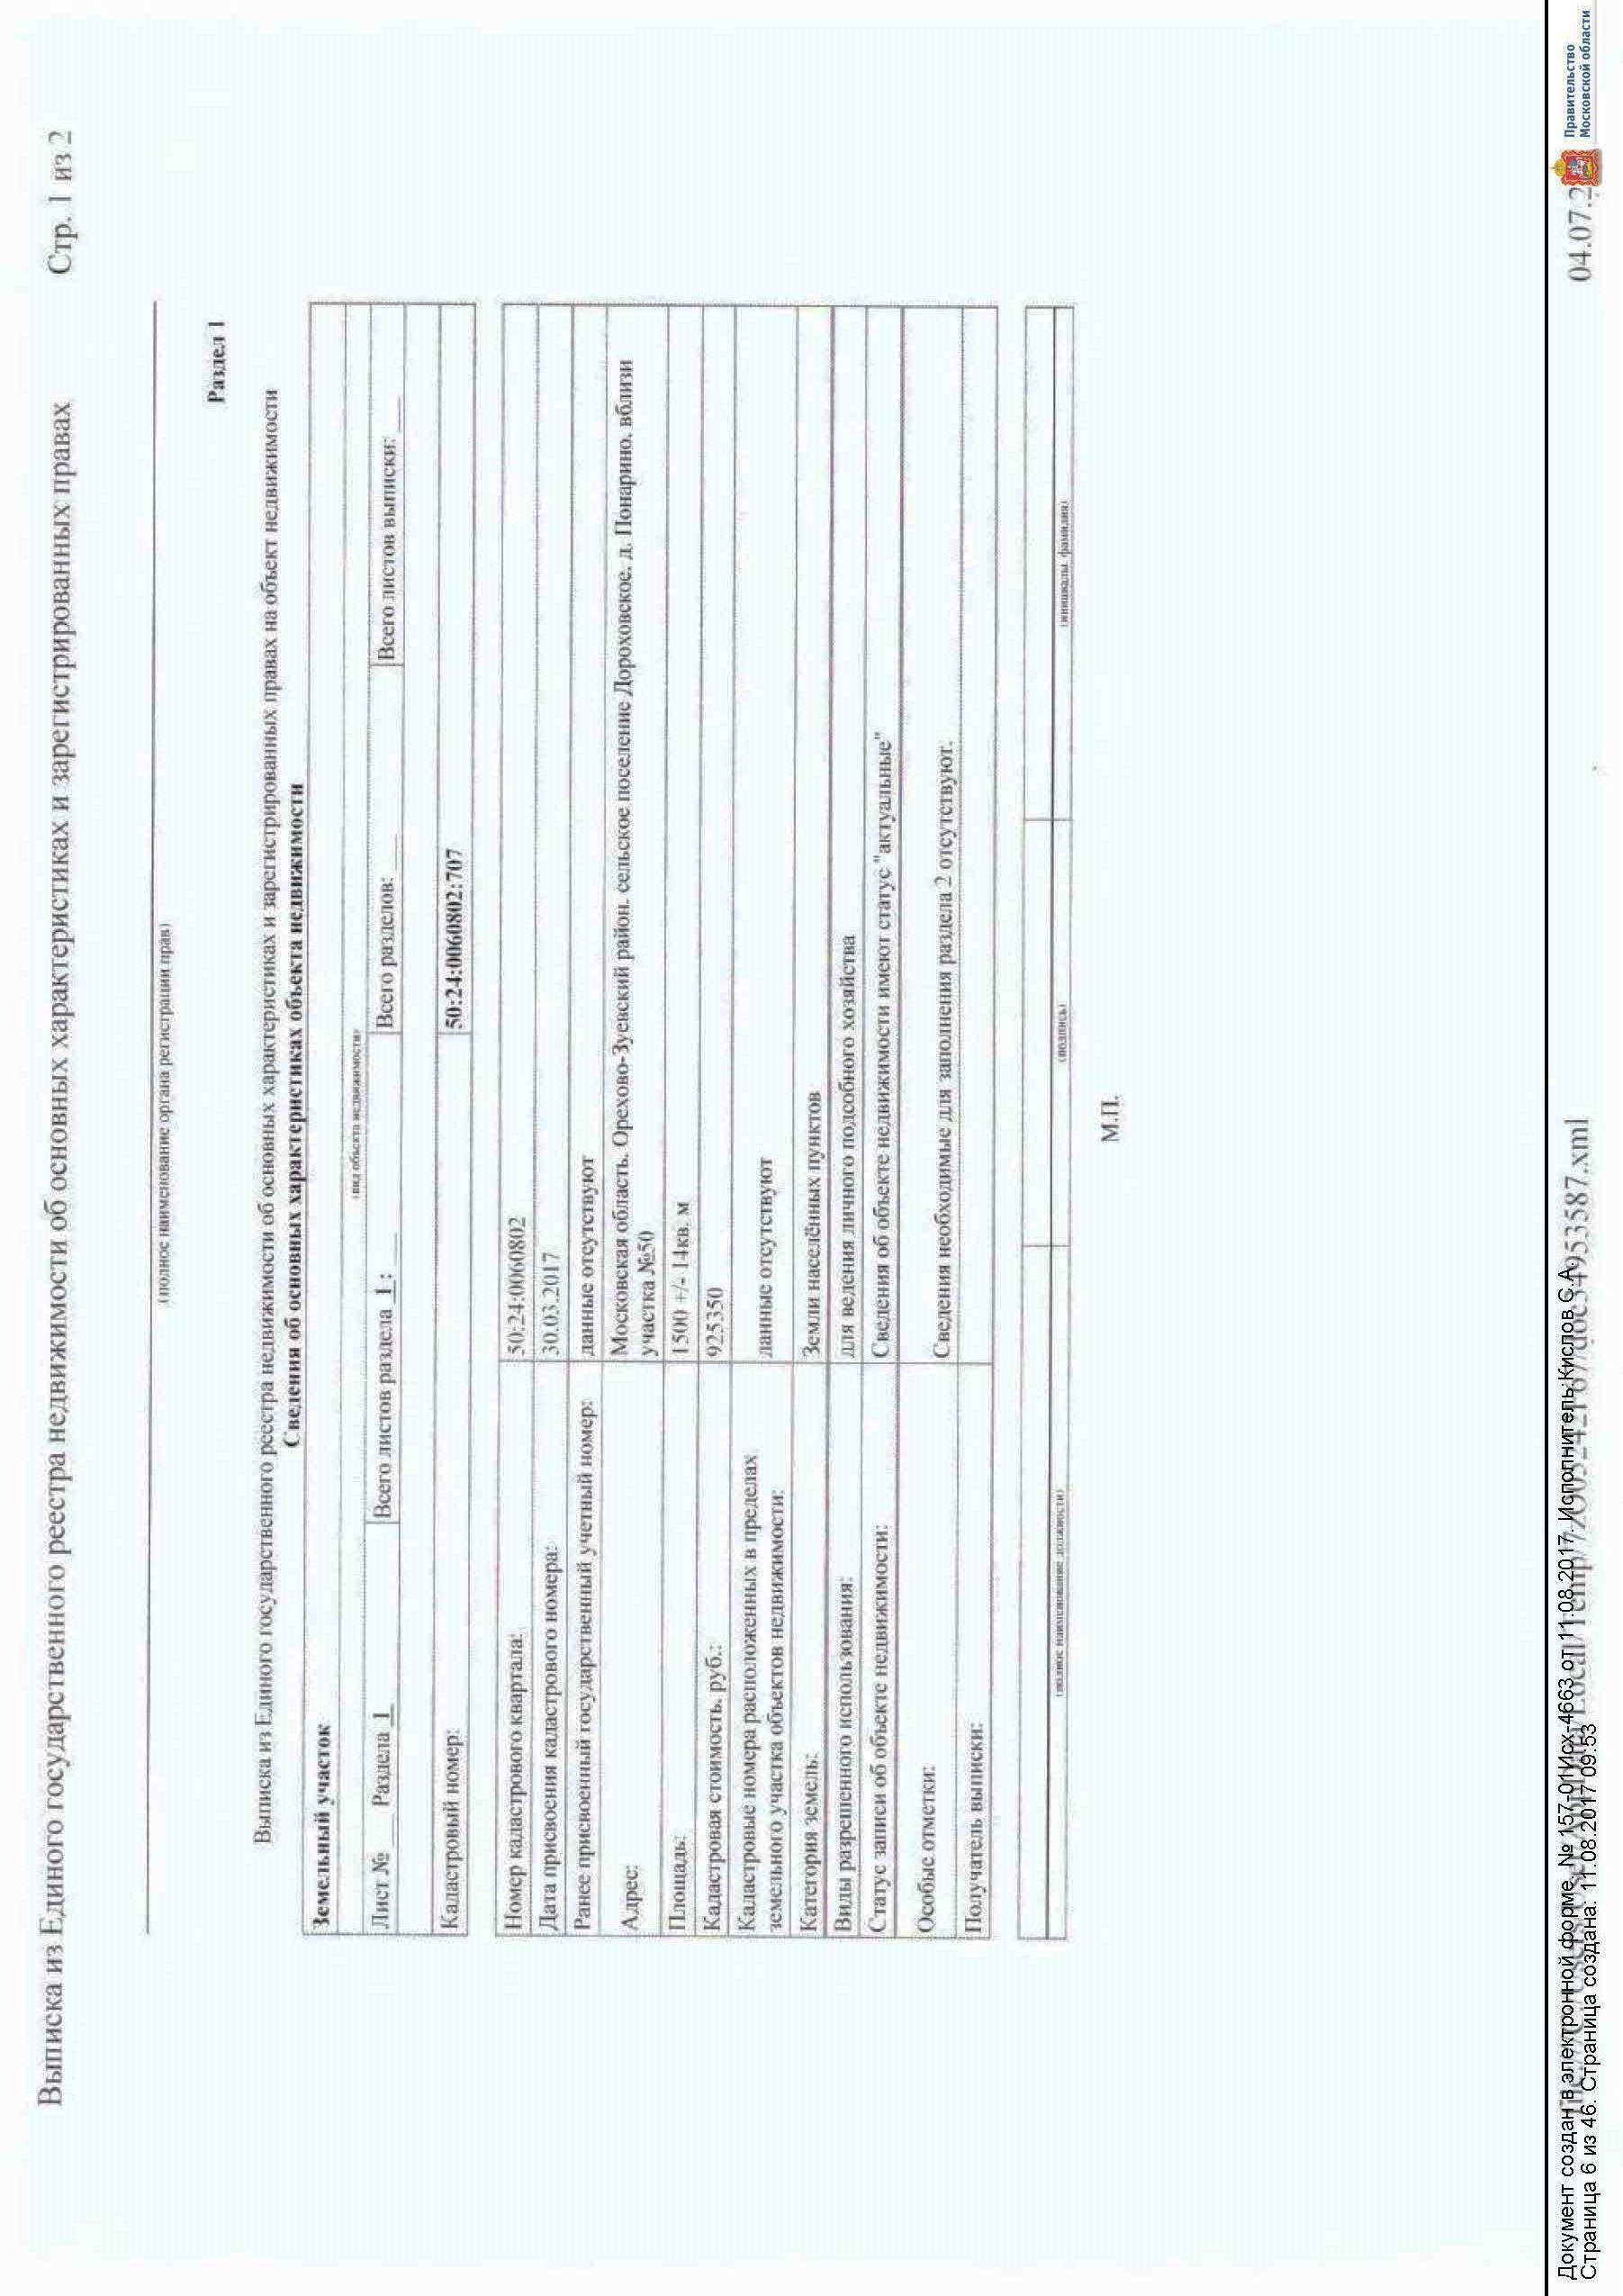 Выписка из Единого государственного реестра недвижимости об основных характеристиках и зарегистрированных правах Стр. 1 из 2
(полное наименование органа регистрации прав)
Раздел 1
Выписка из Единого государственного реестра недвижимости об основных характеристиках и зарегистрированных правах на объект недвижимости
Сведения об основных характеристиках объекта недвижимости
Земельный участок
(вид объекта недвижимости)
Лист № ___ Раздела 1 Всего листов раздела 1: ___ Всего разделов: ___ Всего листов выписки: ___
Кадастровый номер: 50:24:0060802:707
Номер кадастрового квартала: 50:24:0060802
Дата присвоения кадастрового номера: 30.03.2017
Ранее присвоенный государственный учетный номер: данные отсутствуют
Адрес: Московская область, Орехово-Зуевский район, сельское поселение Дороховское, д. Понарино, вблизи
участка №50
Площадь: 1500 +/- 14кв. м
Кадастровая стоимость, руб.: 925350
Кадастровые номера расположенных в пределах
земельного участка объектов недвижимости: данные отсутствуют
Категория земель: Земли населённых пунктов
Виды разрешенного использования: для ведения личного подсобного хозяйства
Статус записи об объекте недвижимости: Сведения об объекте недвижимости имеют статус "актуальные"
Особые отметки: Сведения необходимые для заполнения раздела 2 отсутствуют.
Получатель выписки:
(полное наименование должности) (подпись) (инициалы, фамилия)
М.П.
Документ создан в электронной форме. № 157-01Исх-4663 от 11.08.2017. Исполнитель:Кислов С.А.
Страница 6 из 46. Страница создана: 11.08.2017 09:53
04.07.2
Правительство
Московской области